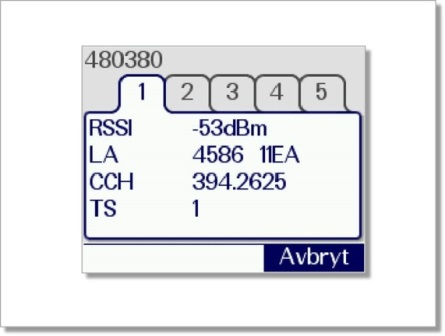 480380
1 2 3 4 5
RSSI -53dBm
LA 4586 11EA
CCH 394.2625
TS 1
Avbryt